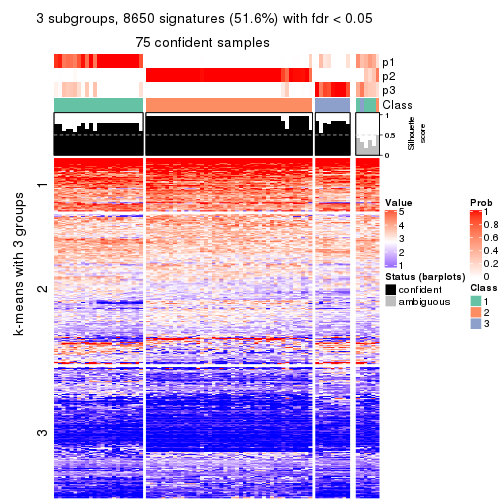 3 subgroups, 8650 signatures (51.6%) with fdr < 0.05
75 confident samples
p1
p2
p3
Class
1
0.5
0
Silhouette
score
k-means with 3 groups
1
2
3
Value
5
4
3
2
1
Status (barplots)
confident
ambiguous
Prob
1
0.8
0.6
0.4
0.2
0
Class
1
2
3